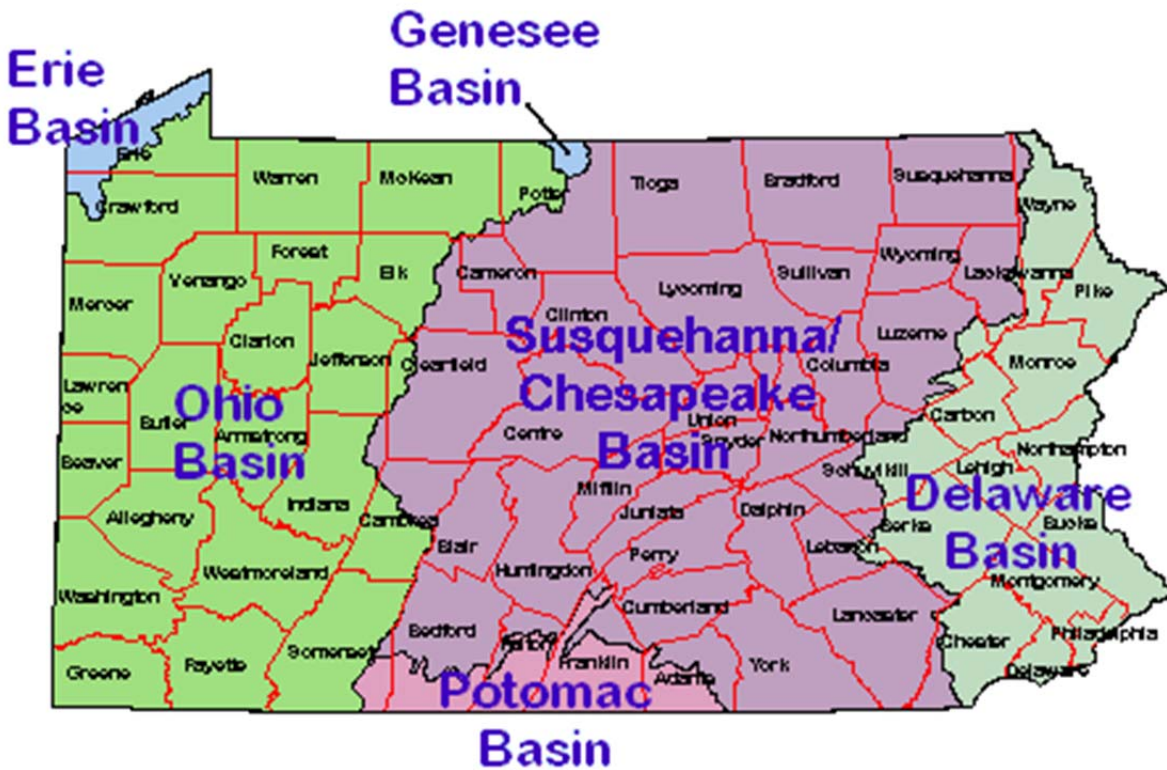 Genesee
Basin
Erie
Basin
Erie
Crawford
Warren
McKean
Potter
Tioga
Bradford
Susquehanna
Wayne
Forest
Elk
Venango
Cameron
Clinton
Lycoming
Sullivan
Wyoming
Lackawanna
Pike
Mercer
Clarion
Jefferson
Clearfield
Susquehanna/
Chesapeake
Basin
Columbia
Luzerne
Monroe
Lawren
ce
Butler
Ohio
Basin
Armstrong
Centre
Union
Snyder
Northumberland
Carbon
Northampton
Beaver
Schuylkill
Lehigh
Allegheny
Indiana
Cambria
Mifflin
Juniata
Dalphin
Delaware
Basin
Berks
Bucks
Blair
Perry
Lebanon
Westmoreland
Huntingdon
Montgomery
Washington
Cumberland
Lancaster
Philadelphia
Bedford
Somerset
Fulton
Franklin
Adams
York
Chester
Delaware
Greene
Fayette
Potomac
Basin